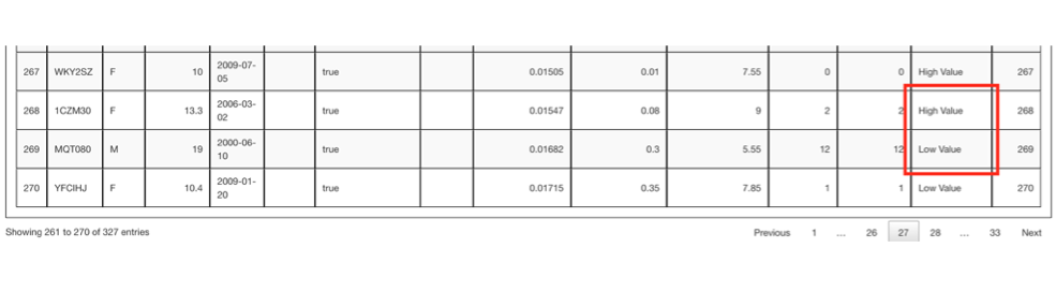 267 WKY2SZ F 10 2009-07- true 0.01505 0.01 7.55 0 0 High Value 267
05
268 1CZM30 F 13.3 2006-03- true 0.01547 0.08 9 2 2 High Value 268
02
269 MQT080 M 19 2000-06- true 0.01682 0.3 5.55 12 12 Low Value 269
10
270 YFCIHJ F 10.4 2009-01- true 0.01715 0.35 7.85 1 1 Low Value 270
20
Showing 261 to 270 of 327 entries Previous 1 ... 26 27 28 ... 33 Next